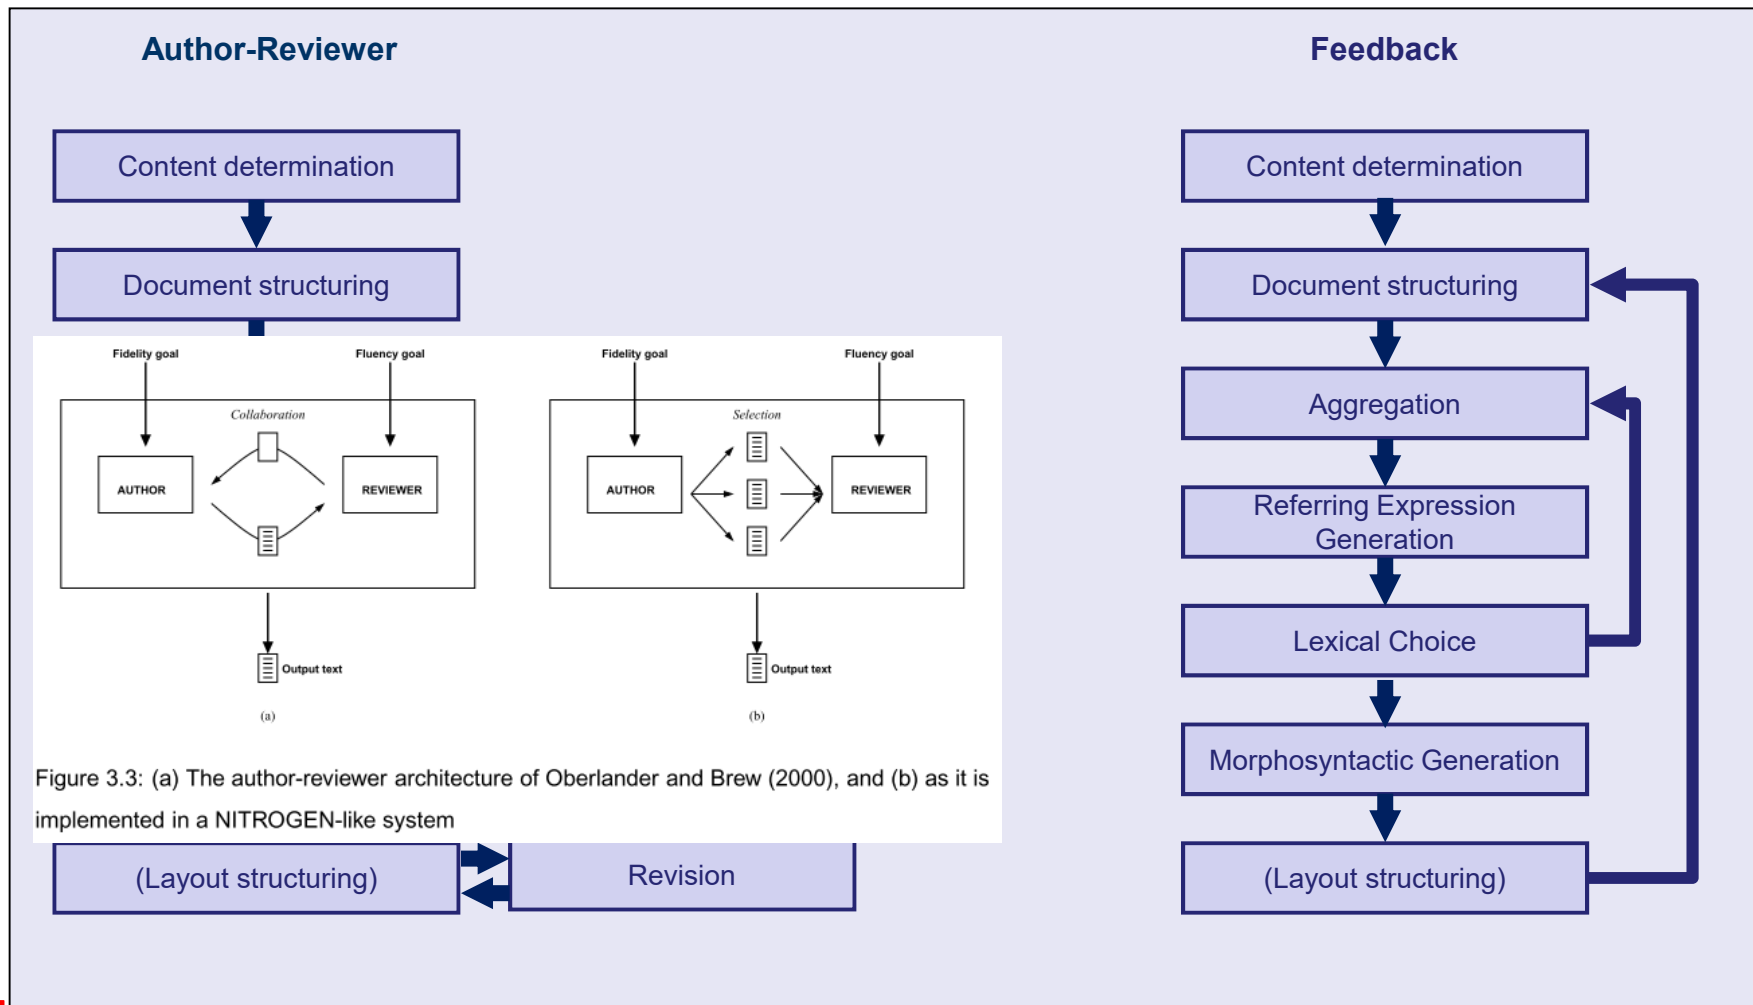 Author-Reviewer
Content determination
Document structuring
Fidelity goal
Fluency goal
Collaboration
AUTHOR
REVIEWER
Output text
(a)
Fidelity goal
Fluency goal
Selection
AUTHOR
REVIEWER
Output text
(b)
Figure 3.3: (a) The author-reviewer architecture of Oberlander and Brew (2000), and (b) as it is
implemented in a NITROGEN-like system
(Layout structuring)
Revision
Feedback
Content determination
Document structuring
Aggregation
Referring Expression
Generation
Lexical Choice
Morphosyntactic Generation
(Layout structuring)